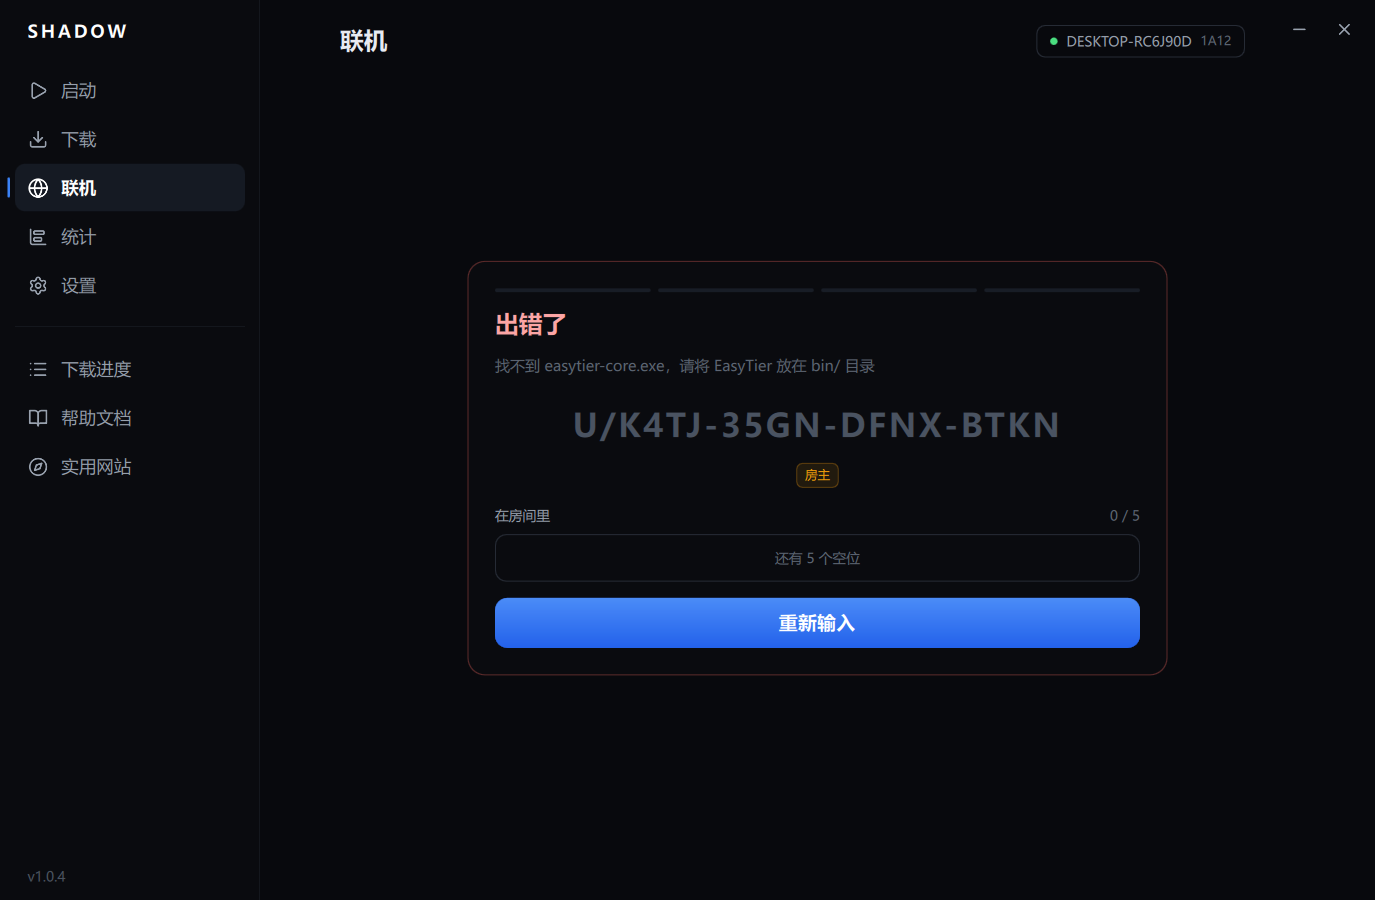 SHADOW
启动
下载
联机
统计
设置
下载进度
帮助文档
实用网站
v1.0.4
联机
DESKTOP-RC6J90D 1A12
出错了
找不到 easytier-core.exe，请将 EasyTier 放在 bin/ 目录
U/K4TJ-35GN-DFNX-BTKN
房主
在房间里 0 / 5
还有 5 个空位
重新输入